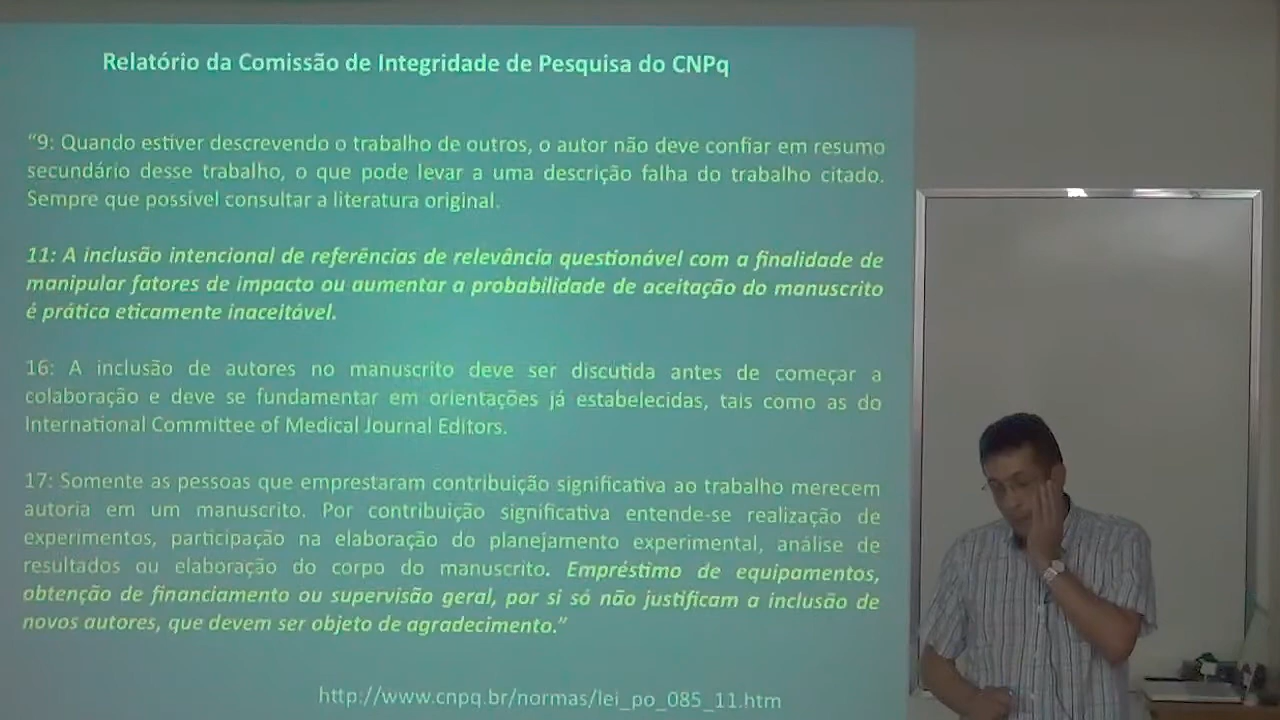 Relatório da Comissão de Integridade de Pesquisa do CNPq
“9: Quando estiver descrevendo o trabalho de outros, o autor não deve confiar em resumo
secundário desse trabalho, o que pode levar a uma descrição falha do trabalho citado.
Sempre que possível consultar a literatura original.
11: A inclusão intencional de referências de relevância questionável com a finalidade de
manipular fatores de impacto ou aumentar a probabilidade de aceitação do manuscrito
é prática eticamente inaceitável.
16: A inclusão de autores no manuscrito deve ser discutida antes de começar a
colaboração e deve se fundamentar em orientações já estabelecidas, tais como as do
International Committee of Medical Journal Editors.
17: Somente as pessoas que emprestaram contribuição significativa ao trabalho merecem
autoria em um manuscrito. Por contribuição significativa entende-se realização de
experimentos, participação na elaboração do planejamento experimental, análise de
resultados ou elaboração do corpo do manuscrito. Empréstimo de equipamentos,
obtenção de financiamento ou supervisão geral, por si só não justificam a inclusão de
novos autores, que devem ser objeto de agradecimento.”
http://www.cnpq.br/normas/lei_po_085_11.htm